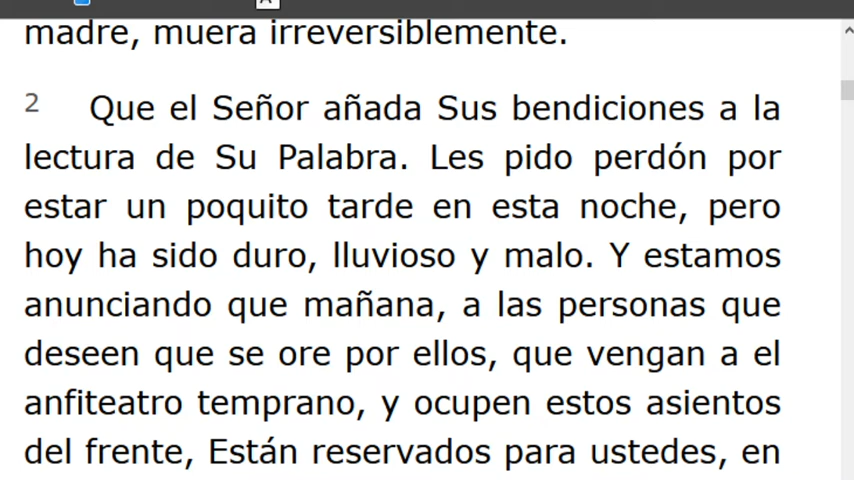 madre, muera irreversiblemente.
2 Que el Señor añada Sus bendiciones a la
lectura de Su Palabra. Les pido perdón por
estar un poquito tarde en esta noche, pero
hoy ha sido duro, lluvioso y malo. Y estamos
anunciando que mañana, a las personas que
deseen que se ore por ellos, que vengan a el
anfiteatro temprano, y ocupen estos asientos
del frente, Están reservados para ustedes, en